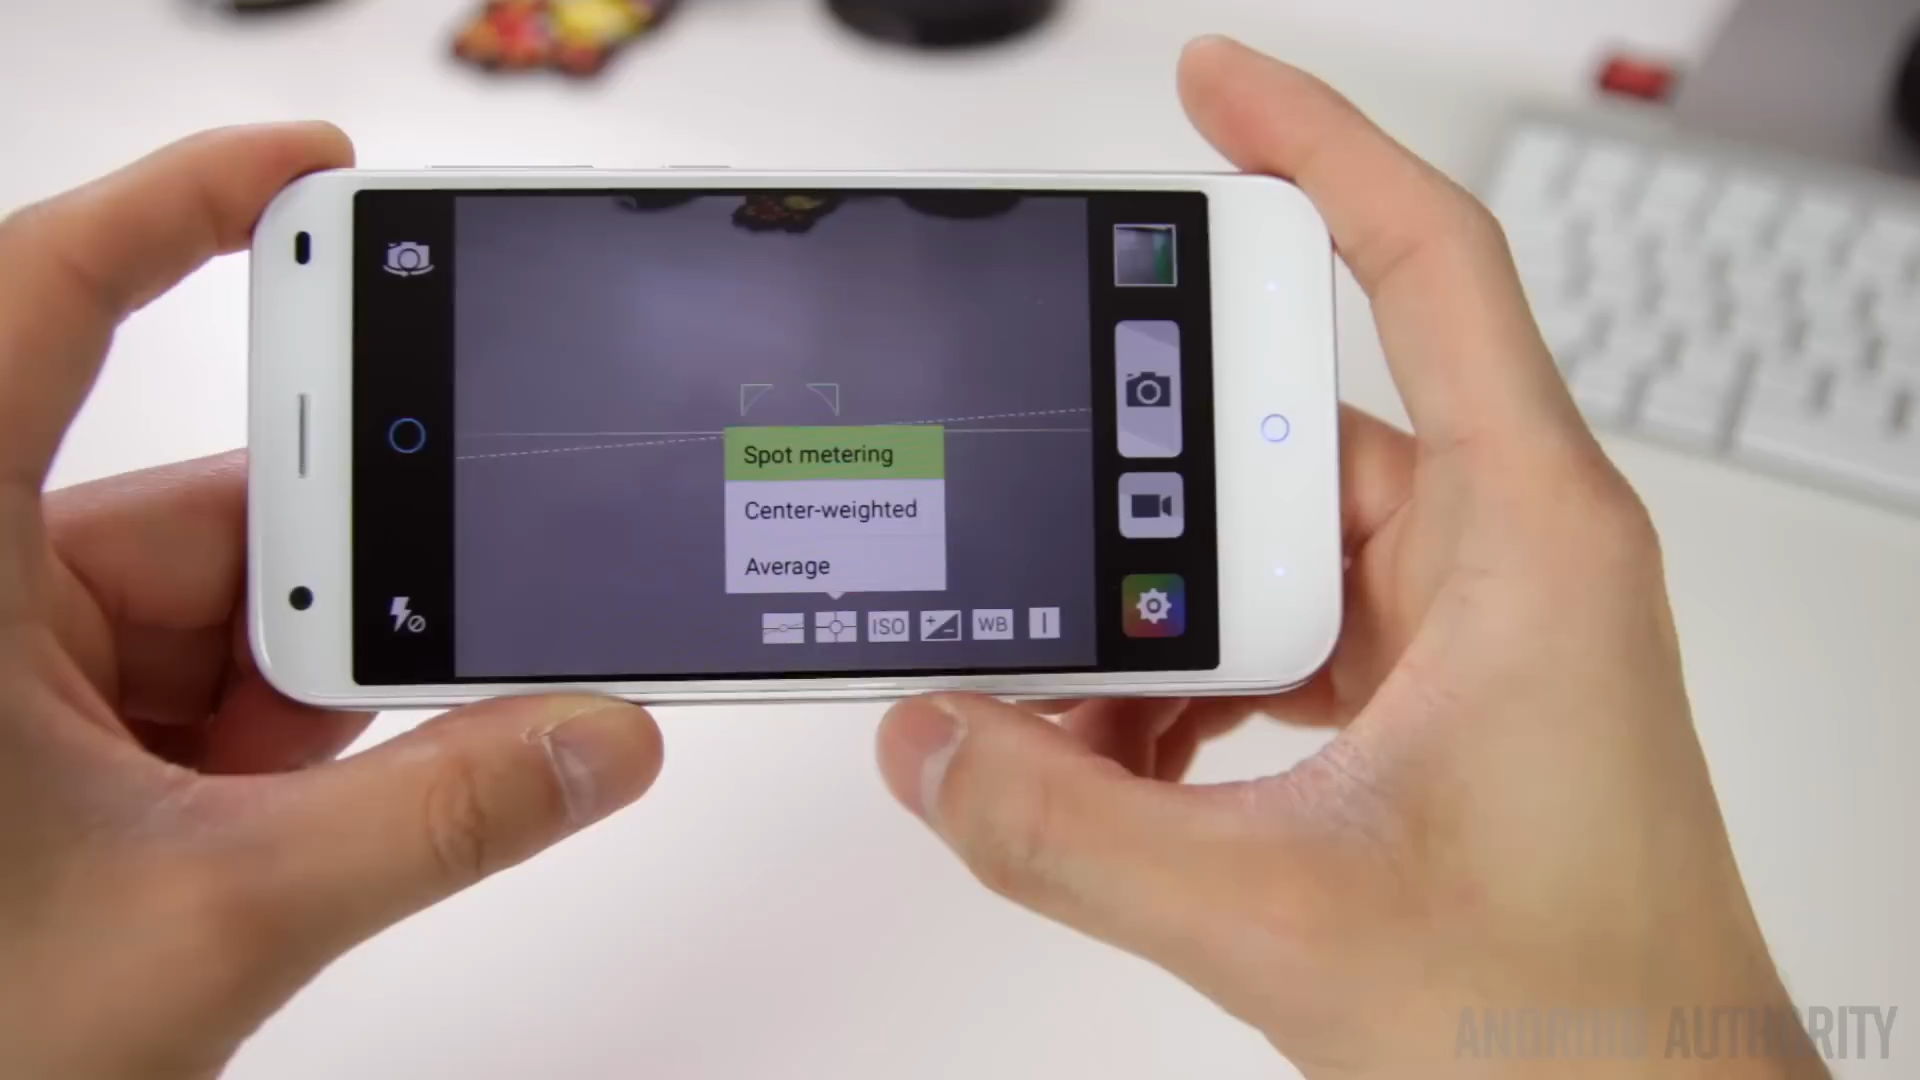 Spot metering
Center-weighted
Average
ISO
WB
ANDROID AUTHORITY